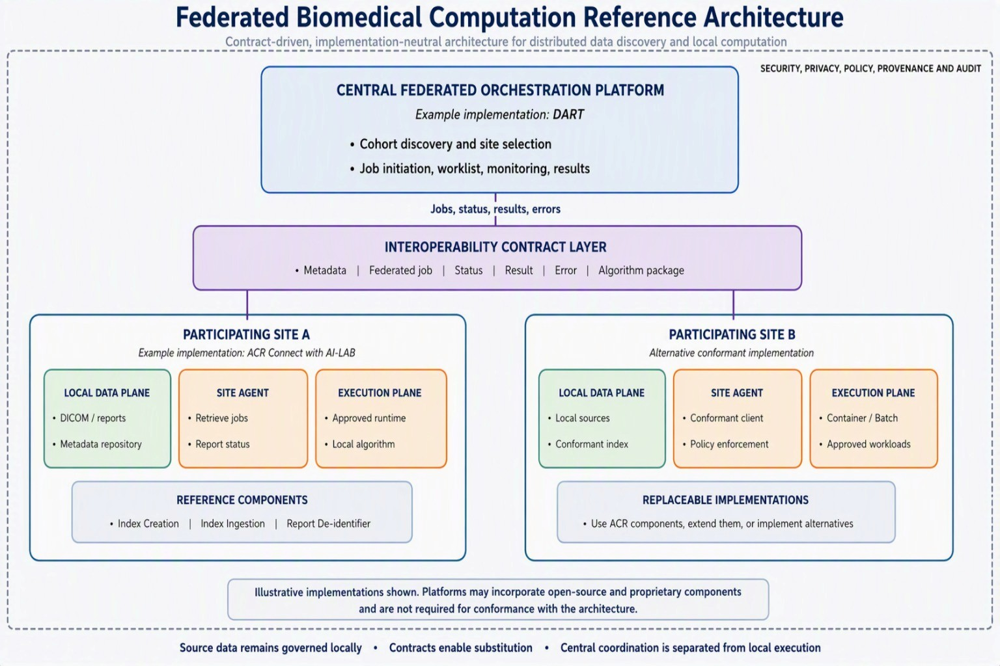 Federated Biomedical Computation Reference Architecture
Contract-driven, implementation-neutral architecture for distributed data discovery and local computation
SECURITY, PRIVACY, POLICY, PROVENANCE AND AUDIT
CENTRAL FEDERATED ORCHESTRATION PLATFORM
Example implementation: DART
• Cohort discovery and site selection
• Job initiation, worklist, monitoring, results
Jobs, status, results, errors
INTEROPERABILITY CONTRACT LAYER
• Metadata | Federated job | Status | Result | Error | Algorithm package
PARTICIPATING SITE A
Example implementation: ACR Connect with AI-LAB
LOCAL DATA PLANE
• DICOM / reports
• Metadata repository
SITE AGENT
• Retrieve jobs
• Report status
EXECUTION PLANE
• Approved runtime
• Local algorithm
REFERENCE COMPONENTS
• Index Creation | Index Ingestion | Report De-identifier
PARTICIPATING SITE B
Alternative conformant implementation
LOCAL DATA PLANE
• Local sources
• Conformant index
SITE AGENT
• Conformant client
• Policy enforcement
EXECUTION PLANE
• Container / Batch
• Approved workloads
REPLACEABLE IMPLEMENTATIONS
• Use ACR components, extend them, or implement alternatives
Illustrative implementations shown. Platforms may incorporate open-source and proprietary components
and are not required for conformance with the architecture.
Source data remains governed locally • Contracts enable substitution • Central coordination is separated from local execution